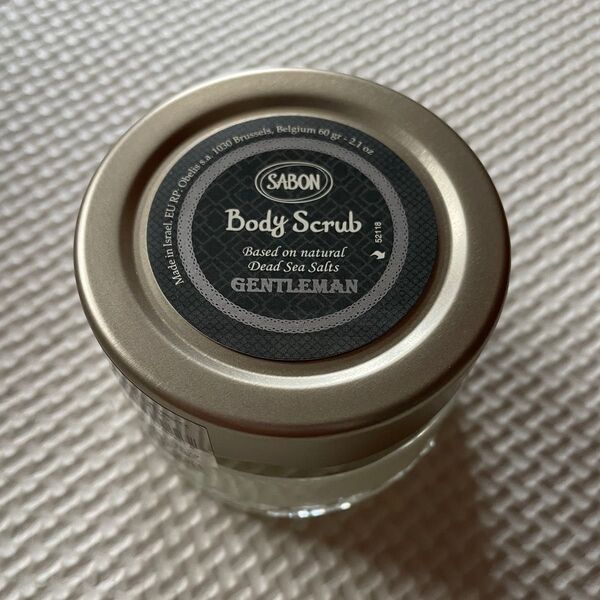 Made in Israel, EU RP: Obelis s.a. 1030 Brussels, Belgium 60 gr - 2.1 oz
SABON
Body Scrub
Based on natural
Dead Sea Salts
GENTLEMAN
52118